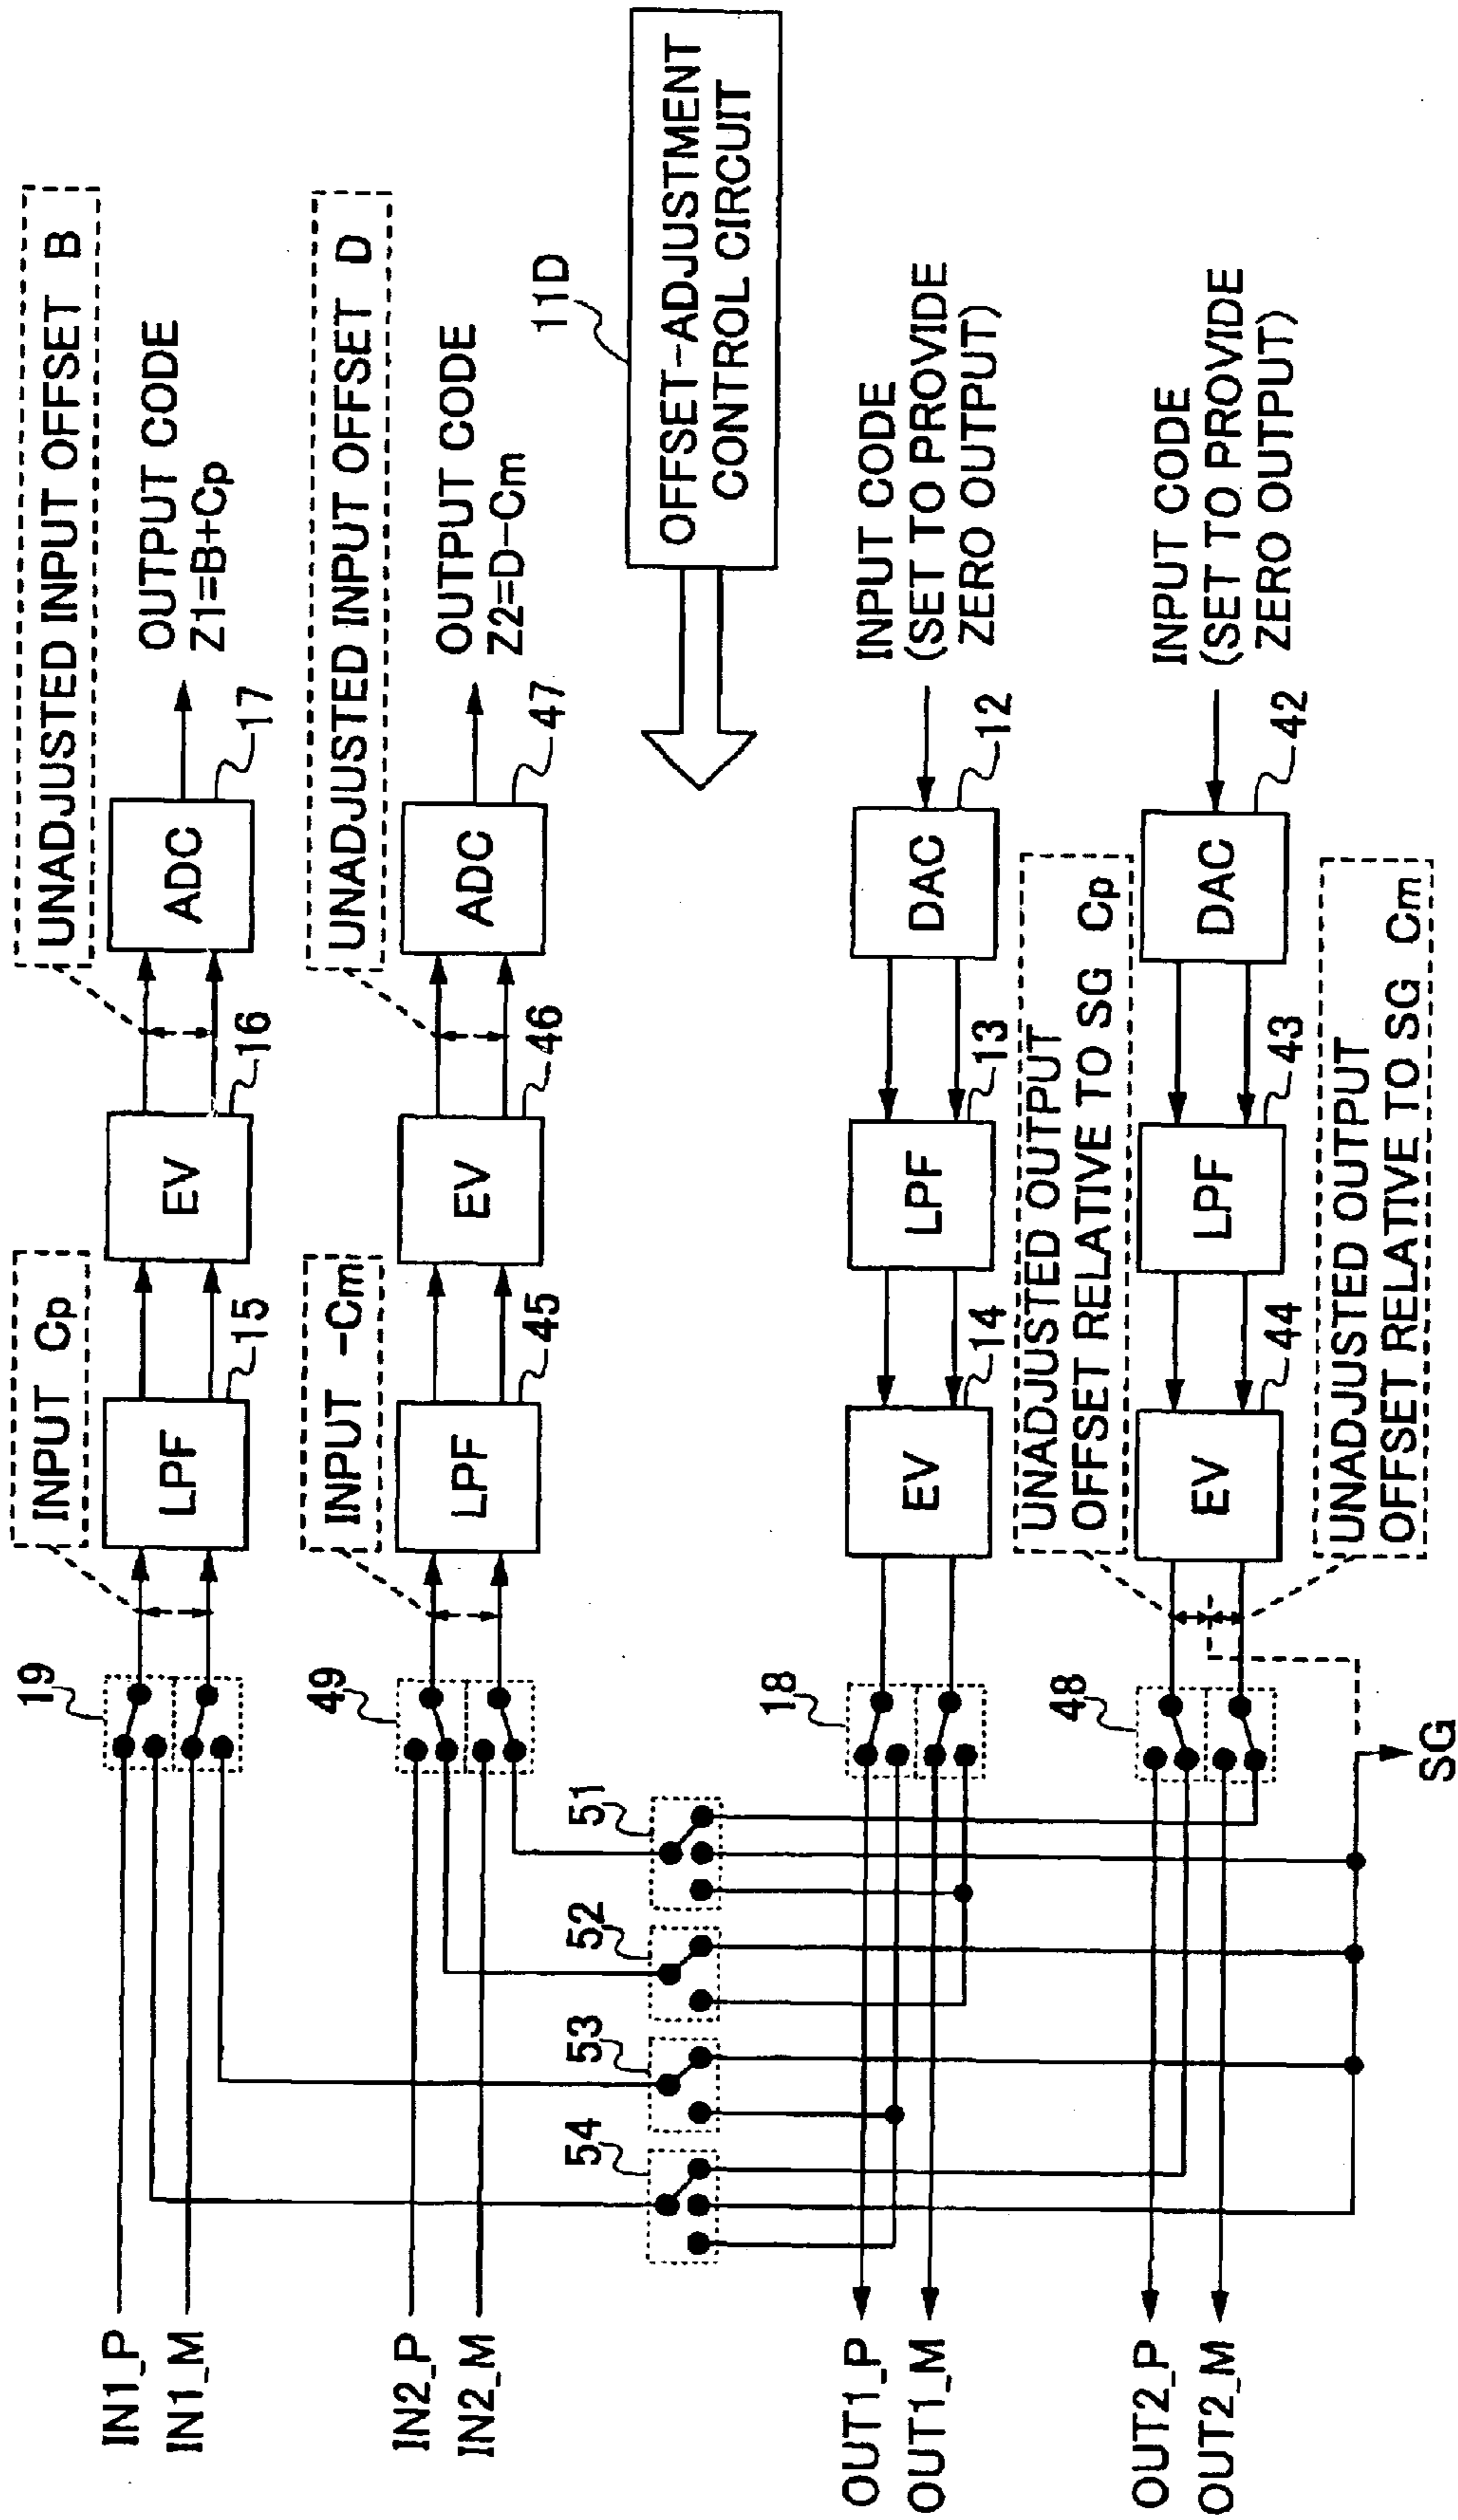 UNADJUSTED INPUT OFFSET B
INPUT Cp
OUTPUT CODE
Z1=B+Cp
IN1_P
IN1_M
19
LPF
15
EV
16
ADC
17
UNADJUSTED INPUT OFFSET D
INPUT -Cm
OUTPUT CODE
Z2=D-Cm
IN2_P
IN2_M
49
LPF
45
EV
46
ADC
47
11D
OFFSET-ADJUSTMENT
CONTROL CIRCUIT
54
53
52
51
OUT1_P
OUT1_M
18
EV
14
LPF
13
DAC
12
INPUT CODE
(SET TO PROVIDE
ZERO OUTPUT)
UNADJUSTED OUTPUT
OFFSET RELATIVE TO SG Cp
OUT2_P
OUT2_M
48
EV
44
LPF
43
DAC
42
INPUT CODE
(SET TO PROVIDE
ZERO OUTPUT)
UNADJUSTED OUTPUT
OFFSET RELATIVE TO SG Cm
SG